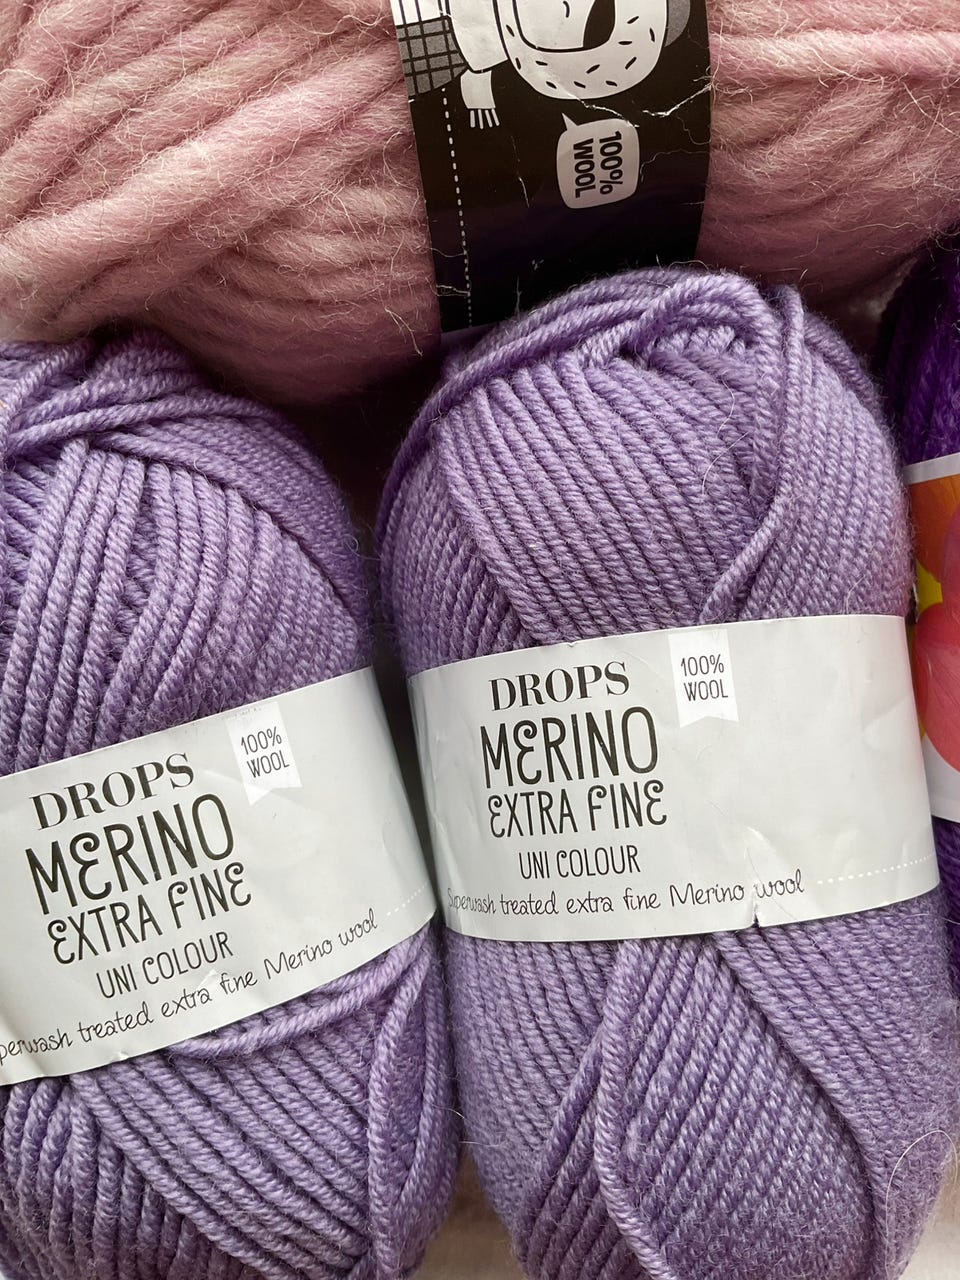 100%
WOOL
DROPS
MERINO
EXTRA FINE
UNI COLOUR
Superwash treated extra fine Merino wool
100%
WOOL
DROPS
MERINO
EXTRA FINE
UNI COLOUR
perwash treated extra fine Merino wool
100%
WOOL